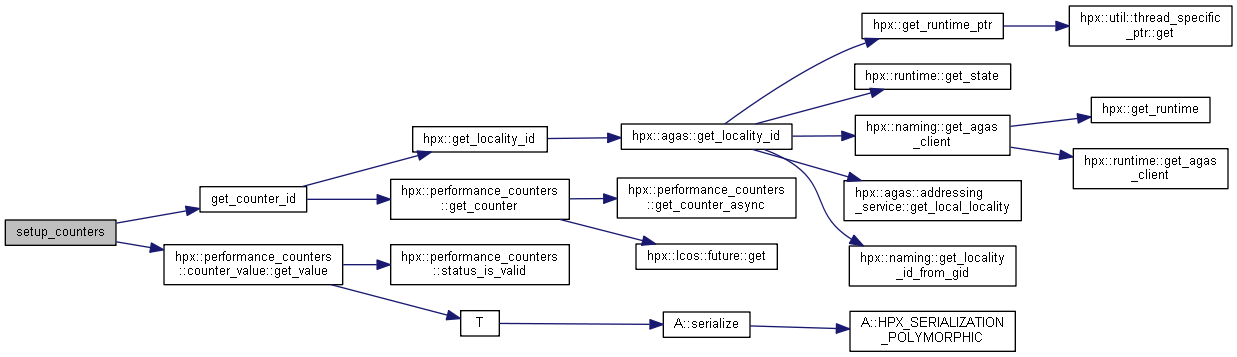 setup_counters
get_counter_id
hpx::performance_counters
::counter_value::get_value
hpx::get_locality_id
hpx::performance_counters
::get_counter
hpx::performance_counters
::status_is_valid
T
hpx::agas::get_locality_id
hpx::performance_counters
::get_counter_async
hpx::lcos::future::get
A::serialize
hpx::get_runtime_ptr
hpx::runtime::get_state
hpx::naming::get_agas
_client
hpx::agas::addressing
_service::get_local_locality
hpx::naming::get_locality
_id_from_gid
A::HPX_SERIALIZATION
_POLYMORPHIC
hpx::util::thread_specific
_ptr::get
hpx::get_runtime
hpx::runtime::get_agas
_client